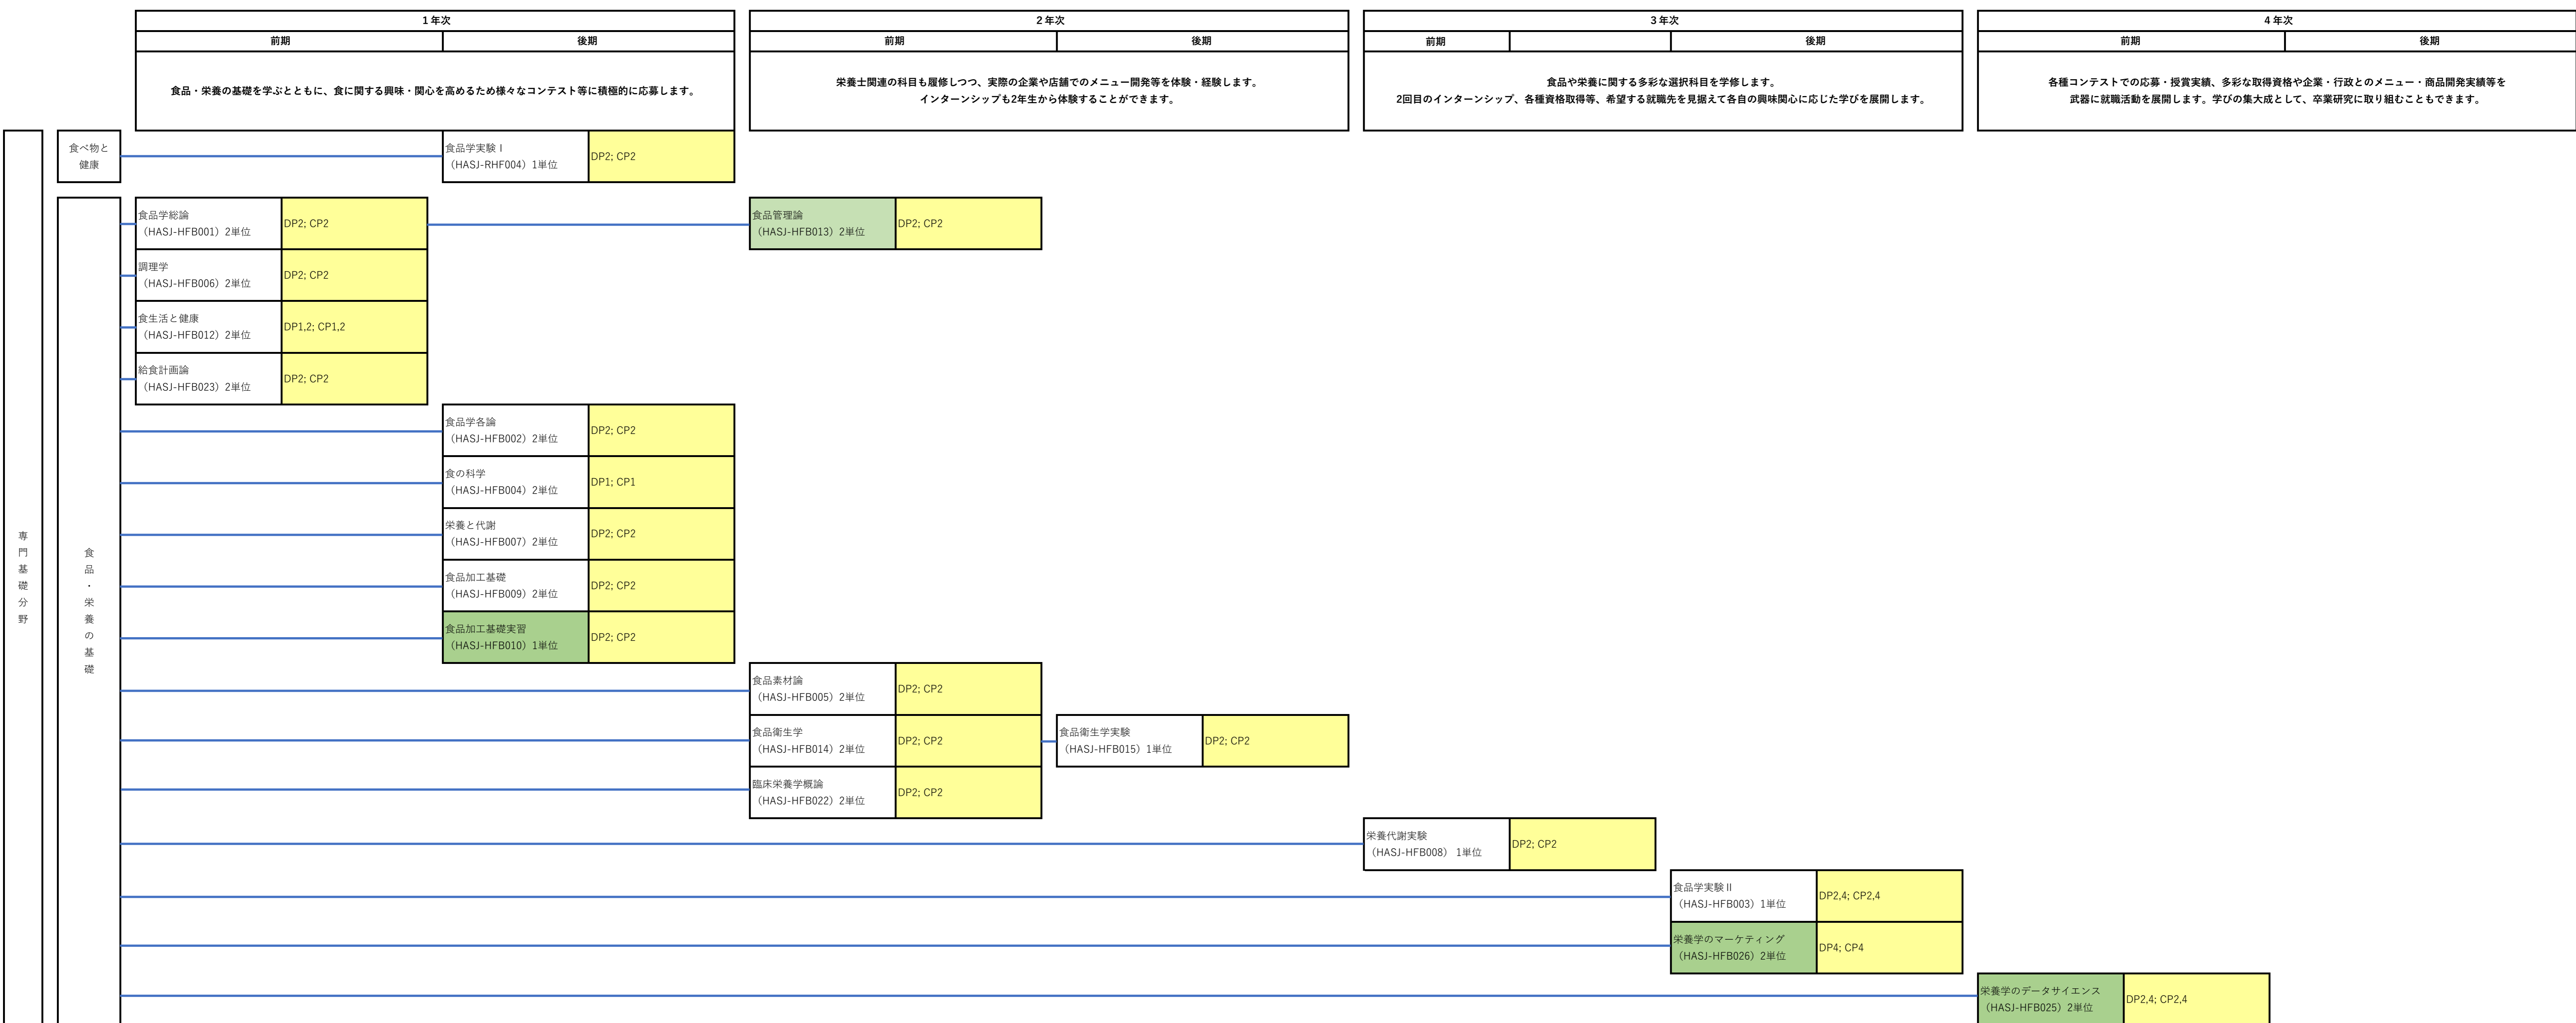 1年次
2年次
3年次
4年次
前期
後期
前期
後期
前期
後期
前期
後期
食品・栄養の基礎を学ぶとともに、食に関する興味・関心を高めるため様々なコンテスト等に積極的に応募します。
栄養士関連の科目も履修しつつ、実際の企業や店舗でのメニュー開発等を体験・経験します。
インターンシップも2年生から体験することができます。
食品や栄養に関する多彩な選択科目を学修します。
2回目のインターンシップ、各種資格取得等、希望する就職先を見据えて各自の興味関心に応じた学びを展開します。
各種コンテストでの応募・授賞実績、多彩な取得資格や企業・行政とのメニュー・商品開発実績等を
武器に就職活動を展開します。学びの集大成として、卒業研究に取り組むこともできます。
専門基礎分野
食べ物と
健康
食品学実験Ⅰ
（HASJ-RHF004）1単位
DP2; CP2
食品・栄養の基礎
食品学総論
（HASJ-HFB001）2単位
DP2; CP2
食品管理論
（HASJ-HFB013）2単位
DP2; CP2
調理学
（HASJ-HFB006）2単位
DP2; CP2
食生活と健康
（HASJ-HFB012）2単位
DP1,2; CP1,2
給食計画論
（HASJ-HFB023）2単位
DP2; CP2
食品学各論
（HASJ-HFB002）2単位
DP2; CP2
食の科学
（HASJ-HFB004）2単位
DP1; CP1
栄養と代謝
（HASJ-HFB007）2単位
DP2; CP2
食品加工基礎
（HASJ-HFB009）2単位
DP2; CP2
食品加工基礎実習
（HASJ-HFB010）1単位
DP2; CP2
食品素材論
（HASJ-HFB005）2単位
DP2; CP2
食品衛生学
（HASJ-HFB014）2単位
DP2; CP2
食品衛生学実験
（HASJ-HFB015）1単位
DP2; CP2
臨床栄養学概論
（HASJ-HFB022）2単位
DP2; CP2
栄養代謝実験
（HASJ-HFB008） 1単位
DP2; CP2
食品学実験Ⅱ
（HASJ-HFB003）1単位
DP2,4; CP2,4
栄養学のマーケティング
（HASJ-HFB026）2単位
DP4; CP4
栄養学のデータサイエンス
（HASJ-HFB025）2単位
DP2,4; CP2,4